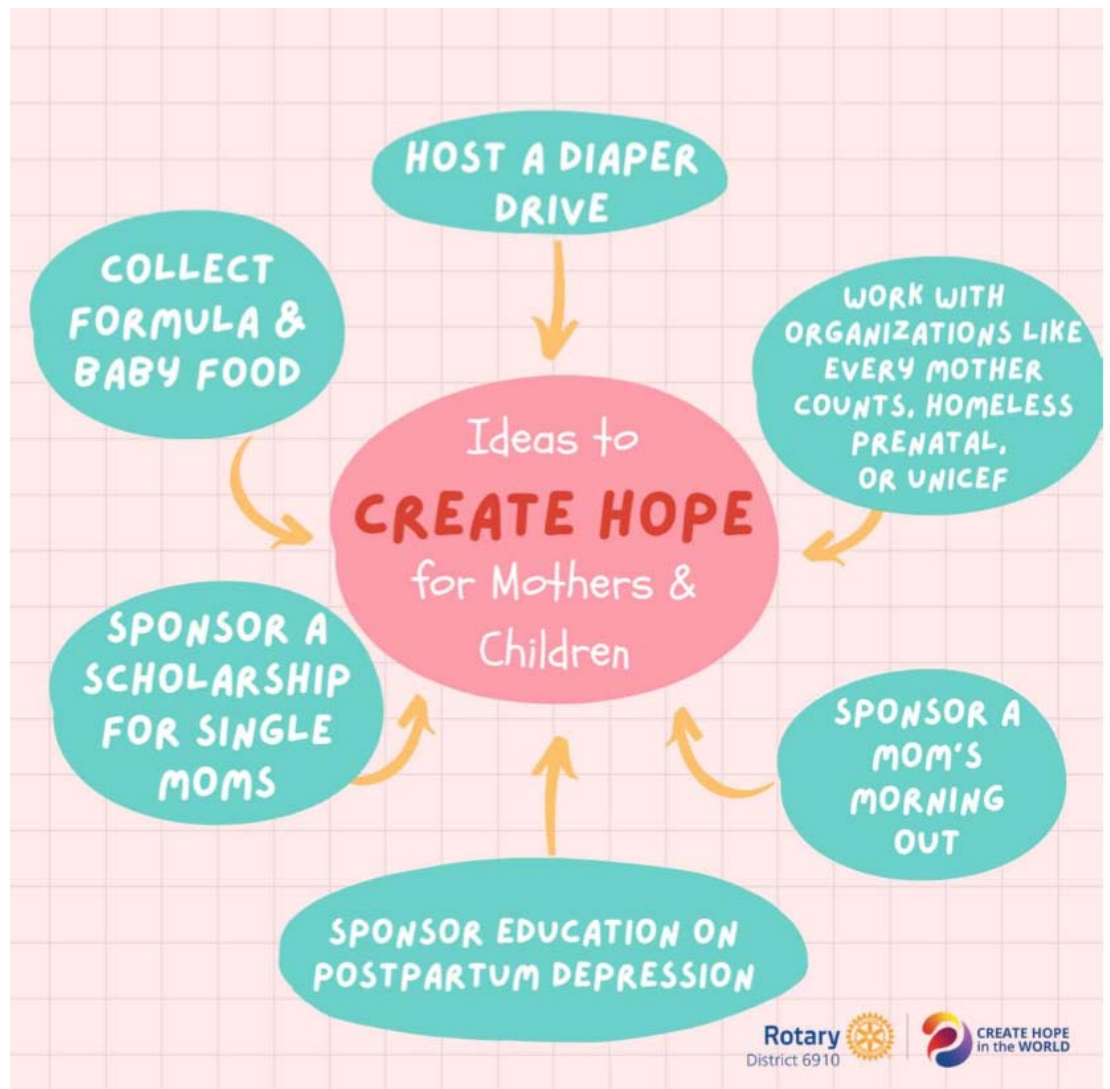 HOST A DIAPER
DRIVE
COLLECT
FORMULA &
BABY FOOD
WORK WITH
ORGANIZATIONS LIKE
EVERY MOTHER
COUNTS, HOMELESS
PRENATAL,
OR UNICEF
Ideas to
CREATE HOPE
for Mothers &
Children
SPONSOR A
SCHOLARSHIP
FOR SINGLE
MOMS
SPONSOR A
MOM'S
MORNING
OUT
SPONSOR EDUCATION ON
POSTPARTUM DEPRESSION
Rotary
District 6910
CREATE HOPE
in the WORLD